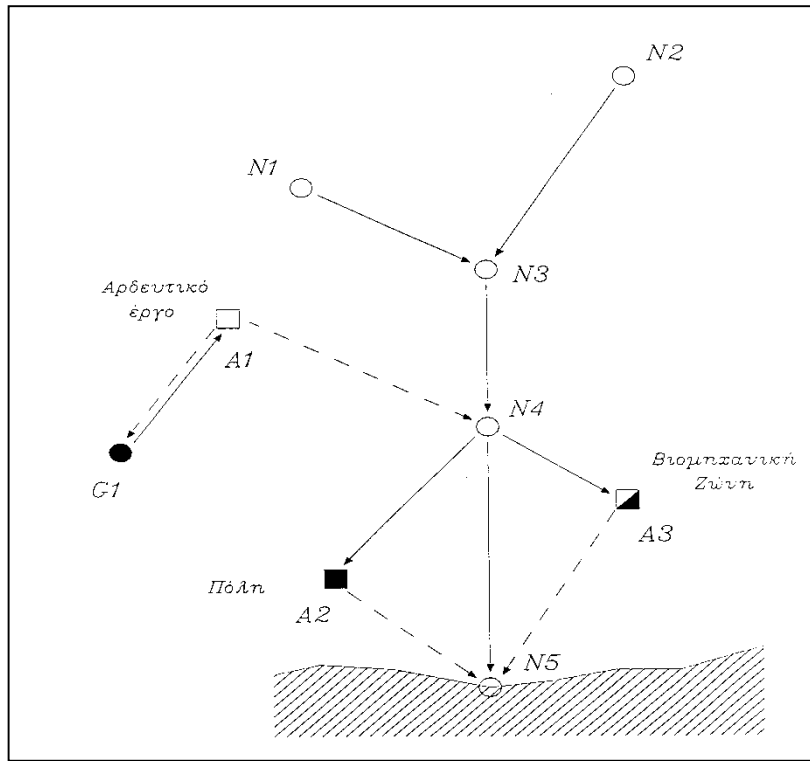 N2
N1
N3
Αρδευτικό
έργο
A1
N4
G1
Βιομηχανική
Ζώνη
A3
Πόλη
A2
N5